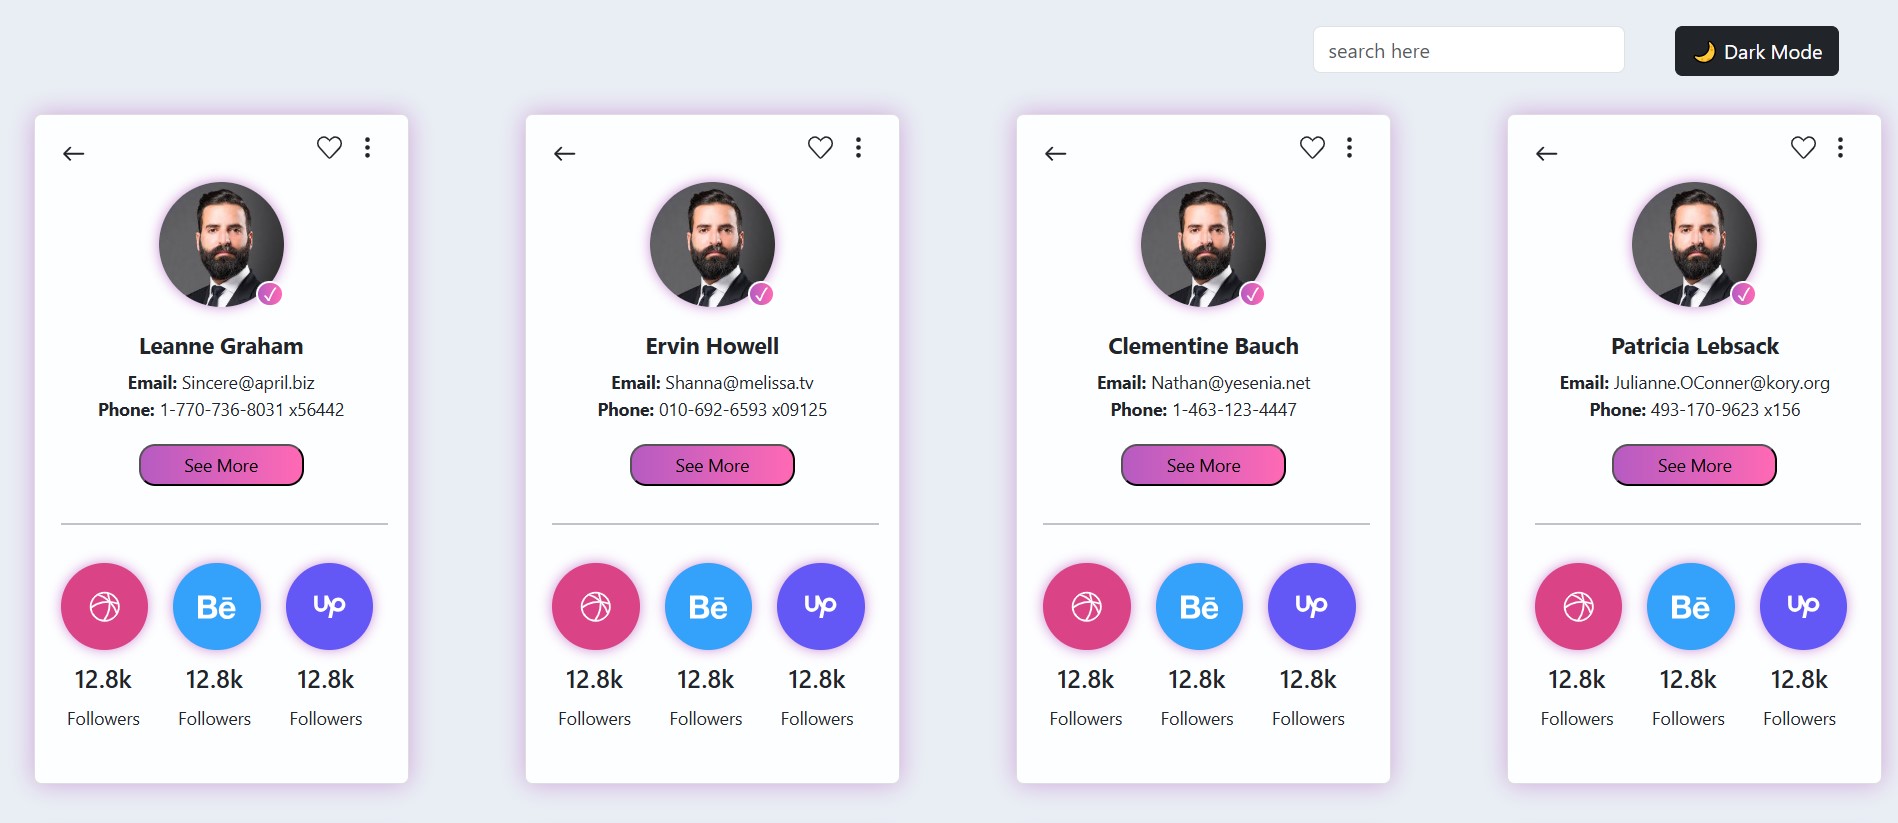 search here
🌙 Dark Mode
Leanne Graham
Email: Sincere@april.biz
Phone: 1-770-736-8031 x56442
See More
Bē
Up
12.8k
12.8k
12.8k
Followers
Followers
Followers
Ervin Howell
Email: Shanna@melissa.tv
Phone: 010-692-6593 x09125
See More
Bē
Up
12.8k
12.8k
12.8k
Followers
Followers
Followers
Clementine Bauch
Email: Nathan@yesenia.net
Phone: 1-463-123-4447
See More
Bē
Up
12.8k
12.8k
12.8k
Followers
Followers
Followers
Patricia Lebsack
Email: Julianne.OConner@kory.org
Phone: 493-170-9623 x156
See More
Bē
Up
12.8k
12.8k
12.8k
Followers
Followers
Followers